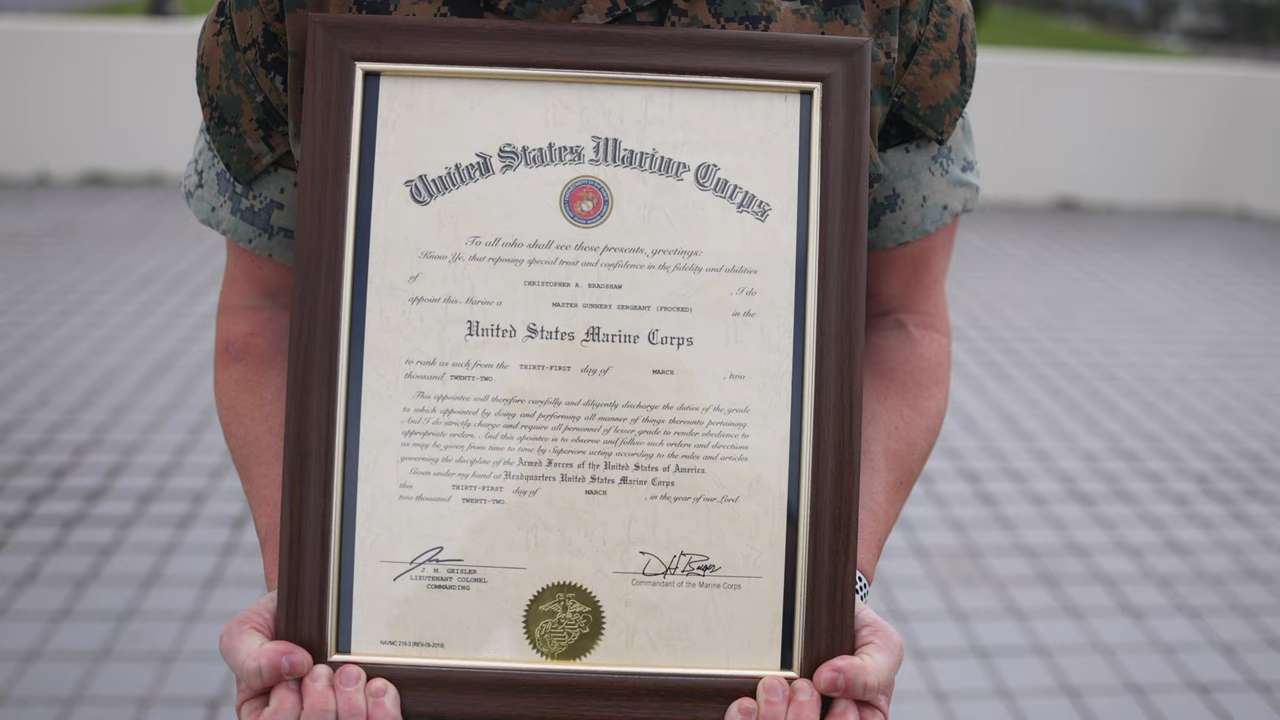 United States Marine Corps
To all who shall see these presents, greetings:
Know Ye, that reposing special trust and confidence in the fidelity and abilities
of CHRISTOPHER A. BRADSHAW , I do
appoint this Marine a MASTER GUNNERY SERGEANT (FROCKED) in the
United States Marine Corps
to rank as such from the THIRTY-FIRST day of MARCH , two
thousand TWENTY-TWO.
This appointee will therefore carefully and diligently discharge the duties of the grade
to which appointed by doing and performing all manner of things thereunto pertaining.
And I do strictly charge and require all personnel of lesser grade to render obedience to
appropriate orders. And this apointee is to observe and follow such orders and directions
as may be given from time to time by Superiors acting according to the rules and articles
governing the discipline of the Armed Forces of the United States of America.
Given under my hand at Headquarters United States Marine Corps
this THIRTY-FIRST day of MARCH , in the year of our Lord
two thousand TWENTY-TWO.
J. M. GEISLER
LIEUTENANT COLONEL
COMMANDING
Commandant of the Marine Corps
NAVMC 216-3 (REV-09-2019)